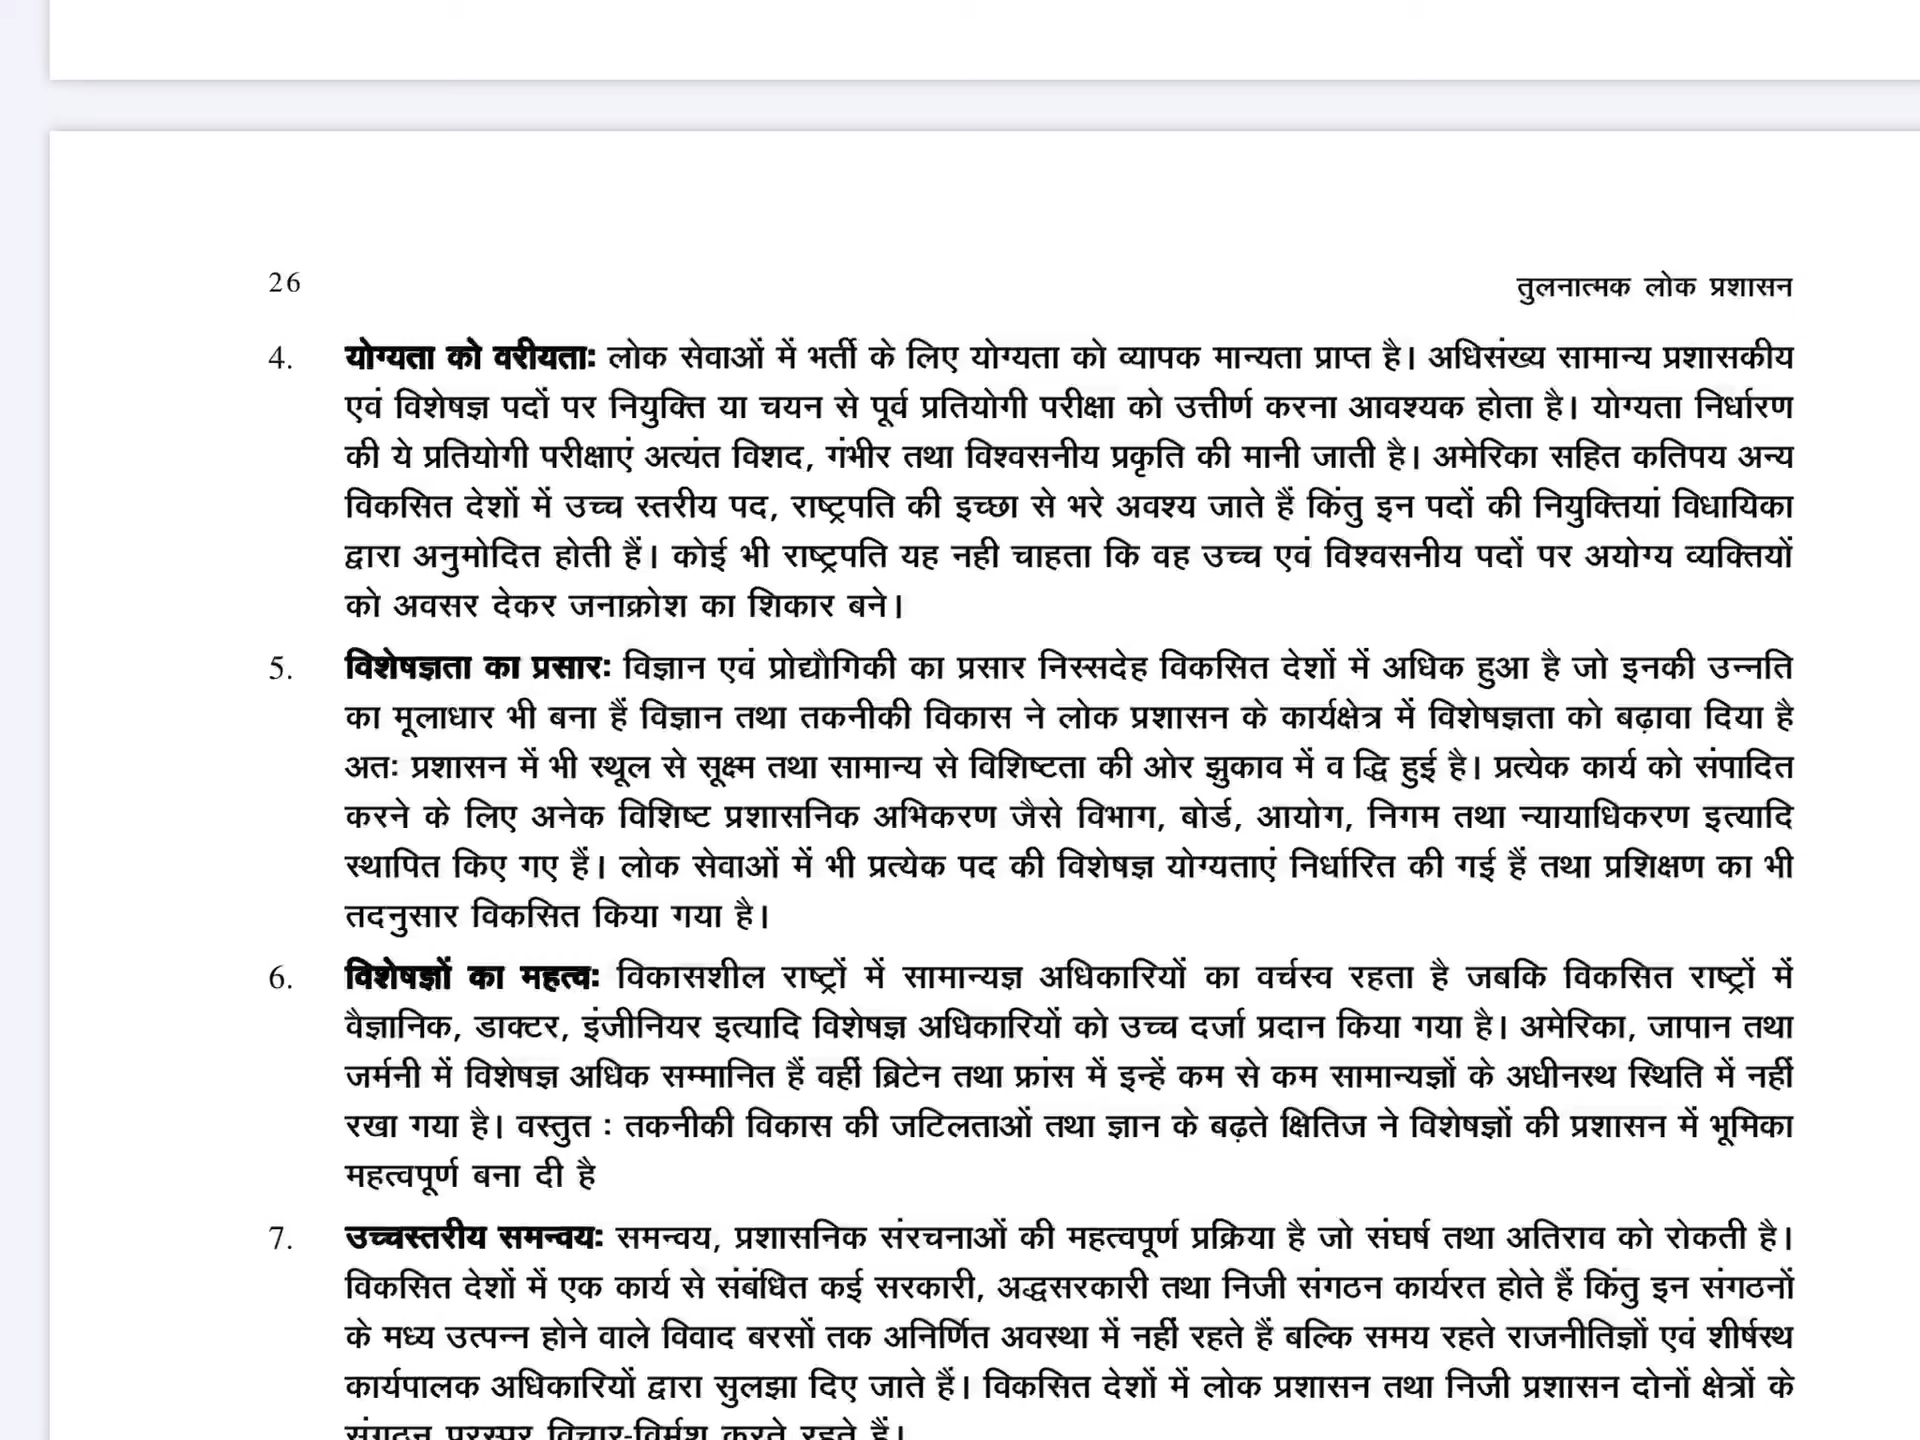 26
तुलनात्मक लोक प्रशासन
4. योग्यता को वरीयताः लोक सेवाओं में भर्ती के लिए योग्यता को व्यापक मान्यता प्राप्त है। अधिसंख्य सामान्य प्रशासकीय
एवं विशेषज्ञ पदों पर नियुक्ति या चयन से पूर्व प्रतियोगी परीक्षा को उत्तीर्ण करना आवश्यक होता है। योग्यता निर्धारण
की ये प्रतियोगी परीक्षाएं अत्यंत विशद, गंभीर तथा विश्वसनीय प्रकृति की मानी जाती है। अमेरिका सहित कतिपय अन्य
विकसित देशों में उच्च स्तरीय पद, राष्ट्रपति की इच्छा से भरे अवश्य जाते हैं किंतु इन पदों की नियुक्तियां विधायिका
द्वारा अनुमोदित होती हैं। कोई भी राष्ट्रपति यह नही चाहता कि वह उच्च एवं विश्वसनीय पदों पर अयोग्य व्यक्तियों
को अवसर देकर जनाक्रोश का शिकार बने।
5. विशेषज्ञता का प्रसारः विज्ञान एवं प्रोद्यौगिकी का प्रसार निस्सदेह विकसित देशों में अधिक हुआ है जो इनकी उन्नति
का मूलाधार भी बना हैं विज्ञान तथा तकनीकी विकास ने लोक प्रशासन के कार्यक्षेत्र में विशेषज्ञता को बढ़ावा दिया है
अतः प्रशासन में भी स्थूल से सूक्ष्म तथा सामान्य से विशिष्टता की ओर झुकाव में व द्धि हुई है। प्रत्येक कार्य को संपादित
करने के लिए अनेक विशिष्ट प्रशासनिक अभिकरण जैसे विभाग, बोर्ड, आयोग, निगम तथा न्यायाधिकरण इत्यादि
स्थापित किए गए हैं। लोक सेवाओं में भी प्रत्येक पद की विशेषज्ञ योग्यताएं निर्धारित की गई हैं तथा प्रशिक्षण का भी
तदनुसार विकसित किया गया है।
6. विशेषज्ञों का महत्वः विकासशील राष्ट्रों में सामान्यज्ञ अधिकारियों का वर्चस्व रहता है जबकि विकसित राष्ट्रों में
वैज्ञानिक, डाक्टर, इंजीनियर इत्यादि विशेषज्ञ अधिकारियों को उच्च दर्जा प्रदान किया गया है। अमेरिका, जापान तथा
जर्मनी में विशेषज्ञ अधिक सम्मानित हैं वहीं ब्रिटेन तथा फ्रांस में इन्हें कम से कम सामान्यज्ञों के अधीनस्थ स्थिति में नहीं
रखा गया है। वस्तुत : तकनीकी विकास की जटिलताओं तथा ज्ञान के बढ़ते क्षितिज ने विशेषज्ञों की प्रशासन में भूमिका
महत्वपूर्ण बना दी है
7. उच्चस्तरीय समन्वयः समन्वय, प्रशासनिक संरचनाओं की महत्वपूर्ण प्रक्रिया है जो संघर्ष तथा अतिराव को रोकती है।
विकसित देशों में एक कार्य से संबंधित कई सरकारी, अद्धसरकारी तथा निजी संगठन कार्यरत होते हैं किंतु इन संगठनों
के मध्य उत्पन्न होने वाले विवाद बरसों तक अनिर्णित अवस्था में नहीं रहते हैं बल्कि समय रहते राजनीतिज्ञों एवं शीर्षस्थ
कार्यपालक अधिकारियों द्वारा सुलझा दिए जाते हैं। विकसित देशों में लोक प्रशासन तथा निजी प्रशासन दोनों क्षेत्रों के
संगठन परस्पर विचार-विर्मश करते रहते हैं।